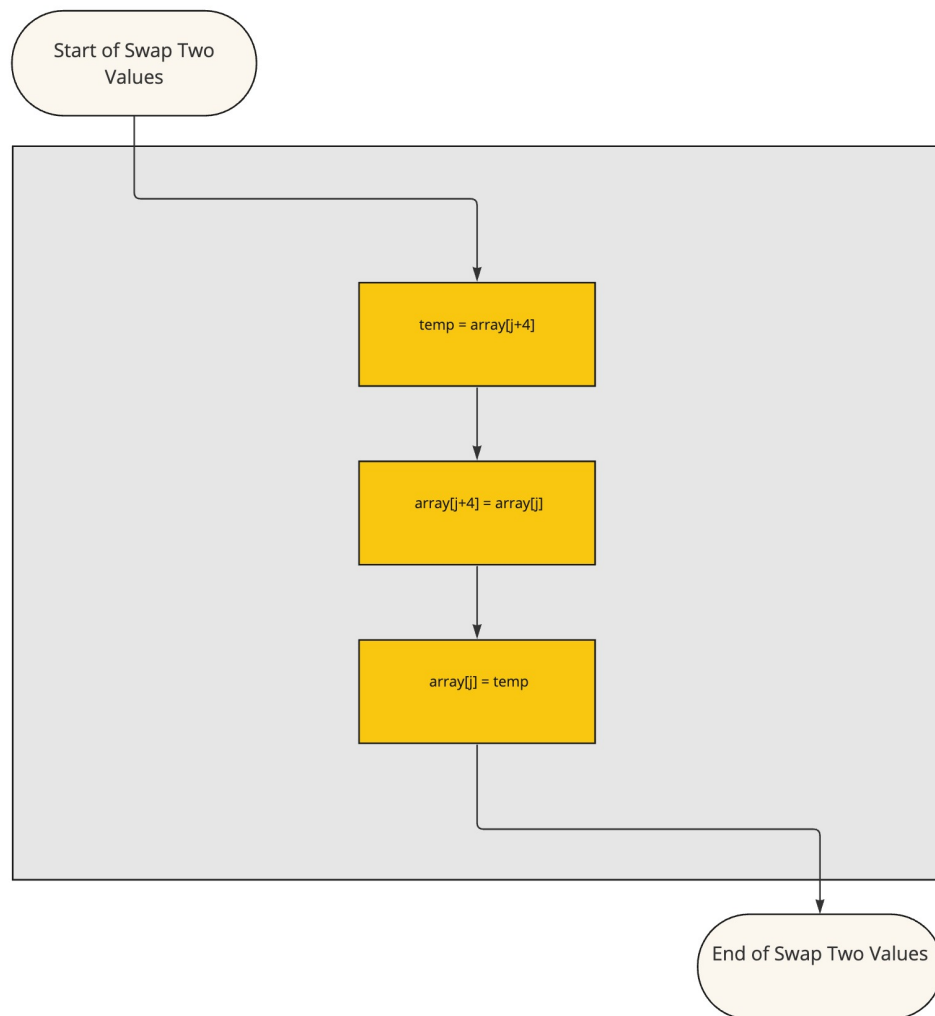 Start of Swap Two
Values
temp = array[j+4]
array[j+4] = array[j]
array[j] = temp
End of Swap Two Values